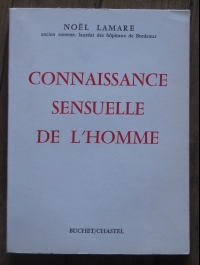 NOËL LAMARE
ancien interne, lauréat des hôpitaux de Bordeaux
CONNAISSANCE
SENSUELLE
DE L'HOMME
BUCHET/CHASTEL